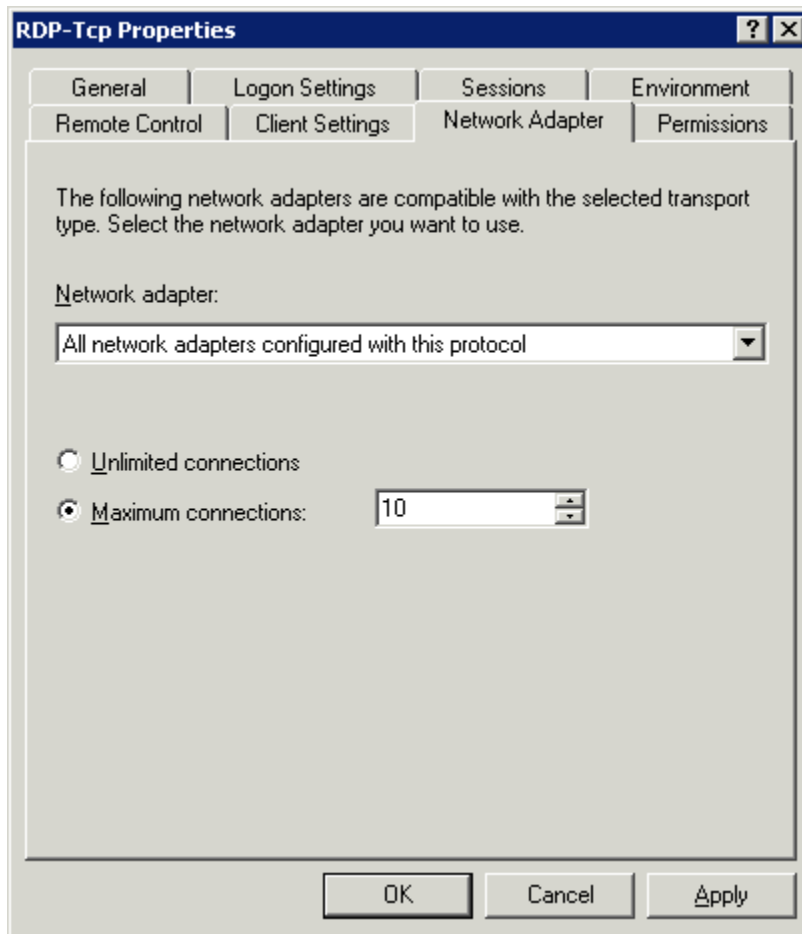 RDP-Tcp Properties
General Logon Settings Sessions Environment
Remote Control Client Settings Network Adapter Permissions
The following network adapters are compatible with the selected transport
type. Select the network adapter you want to use.
Network adapter:
All network adapters configured with this protocol
Unlimited connections
Maximum connections: 10
OK Cancel Apply